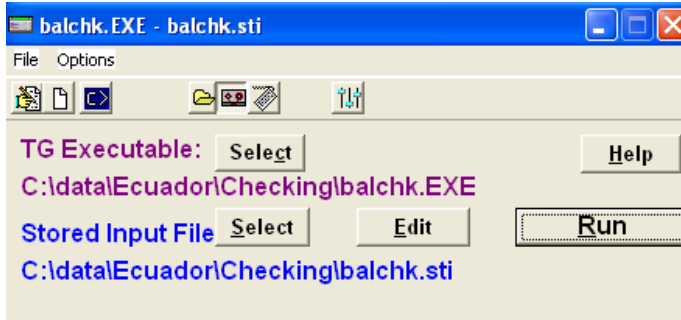 balchk.EXE - balchk.sti
File Options
TG Executable: Select Help
C:\data\Ecuador\Checking\balchk.EXE
Stored Input File Select Edit Run
C:\data\Ecuador\Checking\balchk.sti